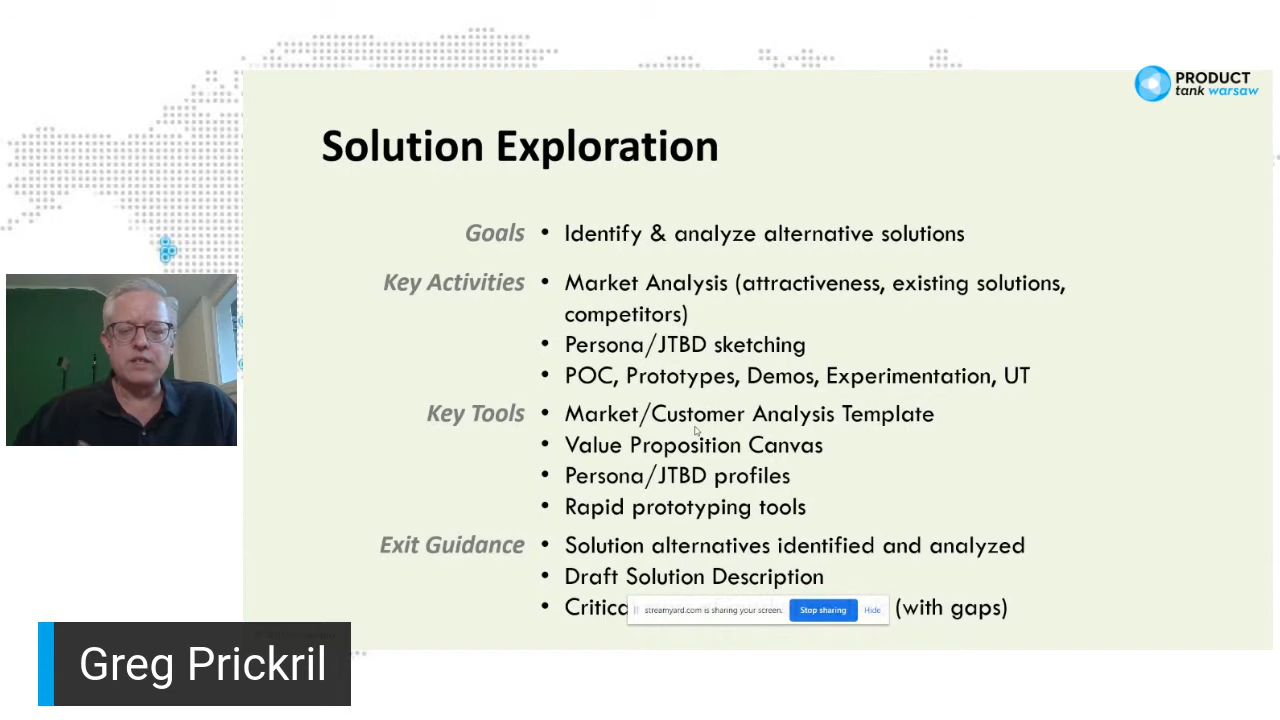 PRODUCT
tank warsaw
Solution Exploration
Goals • Identify & analyze alternative solutions
Key Activities • Market Analysis (attractiveness, existing solutions,
competitors)
• Persona/JTBD sketching
• POC, Prototypes, Demos, Experimentation, UT
Key Tools • Market/Customer Analysis Template
• Value Proposition Canvas
• Persona/JTBD profiles
• Rapid prototyping tools
Exit Guidance • Solution alternatives identified and analyzed
• Draft Solution Description
• (with gaps)
streamyard.com is sharing your screen. Stop sharing Hide
Greg Prickril